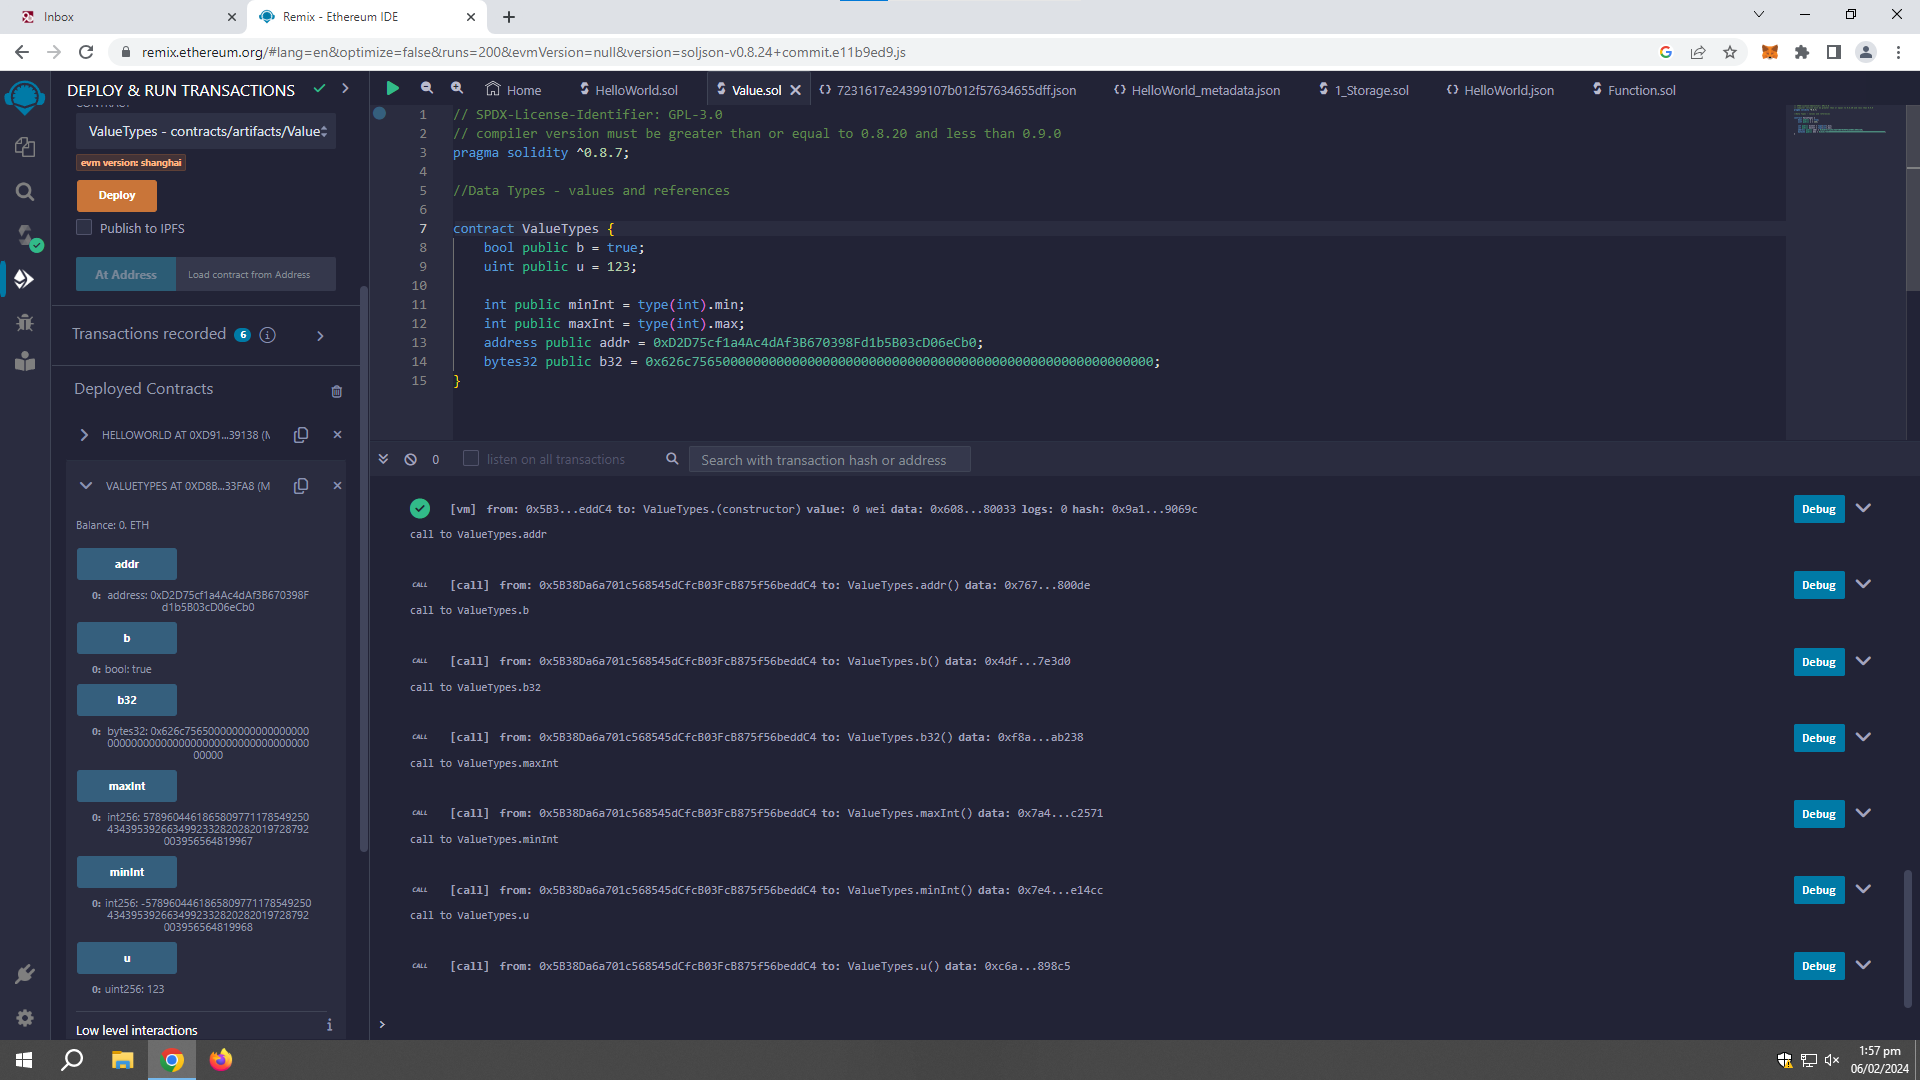 Inbox
Remix - Ethereum IDE
remix.ethereum.org/#lang=en&optimize=false&runs=200&evmVersion=null&version=soljson-v0.8.24+commit.e11b9ed9.js
DEPLOY & RUN TRANSACTIONS
CONTRACT
ValueTypes - contracts/artifacts/Value
evm version: shanghai
Deploy
Publish to IPFS
At Address
Load contract from Address
Transactions recorded 6
Deployed Contracts
HELLOWORLD AT 0XD91...39138 (M
VALUETYPES AT 0XD8B...33FA8 (M
Balance: 0. ETH
addr
0: address: 0xD2D75cf1a4Ac4dAf3B670398F
d1b5B03cD06eCb0
b
0: bool: true
b32
maxInt
0: int256: 5789604461865809771178549250
4343953926634992332820282019728792
003956564819967
minInt
0: int256: -5789604461865809771178549250
4343953926634992332820282019728792
003956564819968
u
0: uint256: 123
Low level interactions
Home
HelloWorld.sol
Value.sol
7231617e24399107b012f57634655dff.json
HelloWorld_metadata.json
1_Storage.sol
HelloWorld.json
Function.sol
1 // SPDX-License-Identifier: GPL-3.0
2 // compiler version must be greater than or equal to 0.8.20 and less than 0.9.0
3 pragma solidity ^0.8.7;
4
5 //Data Types - values and references
6
7 contract ValueTypes {
8 bool public b = true;
9 uint public u = 123;
10
11 int public minInt = type(int).min;
12 int public maxInt = type(int).max;
13 address public addr = 0xD2D75cf1a4Ac4dAf3B670398Fd1b5B03cD06eCb0;
14 bytes32 public b32 =
15 }
0
listen on all transactions
Search with transaction hash or address
[vm] from: 0x5B3...eddC4 to: ValueTypes.(constructor) value: 0 wei data: 0x608...80033 logs: 0 hash: 0x9a1...9069c
Debug
call to ValueTypes.addr
CALL [call] from: 0x5B38Da6a701c568545dCfcB03FcB875f56beddC4 to: ValueTypes.addr() data: 0x767...800de
Debug
call to ValueTypes.b
CALL [call] from: 0x5B38Da6a701c568545dCfcB03FcB875f56beddC4 to: ValueTypes.b() data: 0x4df...7e3d0
Debug
call to ValueTypes.b32
CALL [call] from: 0x5B38Da6a701c568545dCfcB03FcB875f56beddC4 to: ValueTypes.b32() data: 0xf8a...ab238
Debug
call to ValueTypes.maxInt
CALL [call] from: 0x5B38Da6a701c568545dCfcB03FcB875f56beddC4 to: ValueTypes.maxInt() data: 0x7a4...c2571
Debug
call to ValueTypes.minInt
CALL [call] from: 0x5B38Da6a701c568545dCfcB03FcB875f56beddC4 to: ValueTypes.minInt() data: 0x7e4...e14cc
Debug
call to ValueTypes.u
CALL [call] from: 0x5B38Da6a701c568545dCfcB03FcB875f56beddC4 to: ValueTypes.u() data: 0xc6a...898c5
Debug
>
1:57 pm
06/02/2024